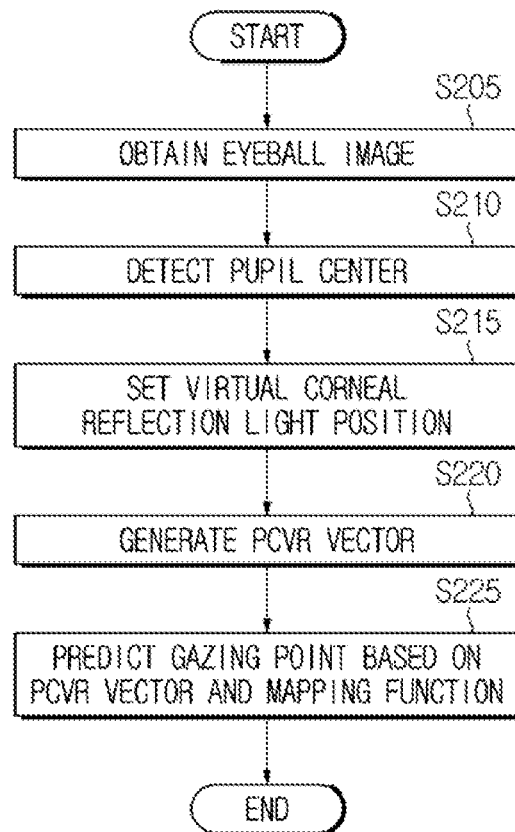 START
S205
OBTAIN EYEBALL IMAGE
S210
DETECT PUPIL CENTER
S215
SET VIRTUAL CORNEAL
REFLECTION LIGHT POSITION
S220
GENERATE PCVR VECTOR
S225
PREDICT GAZING POINT BASED ON
PCVR VECTOR AND MAPPING FUNCTION
END